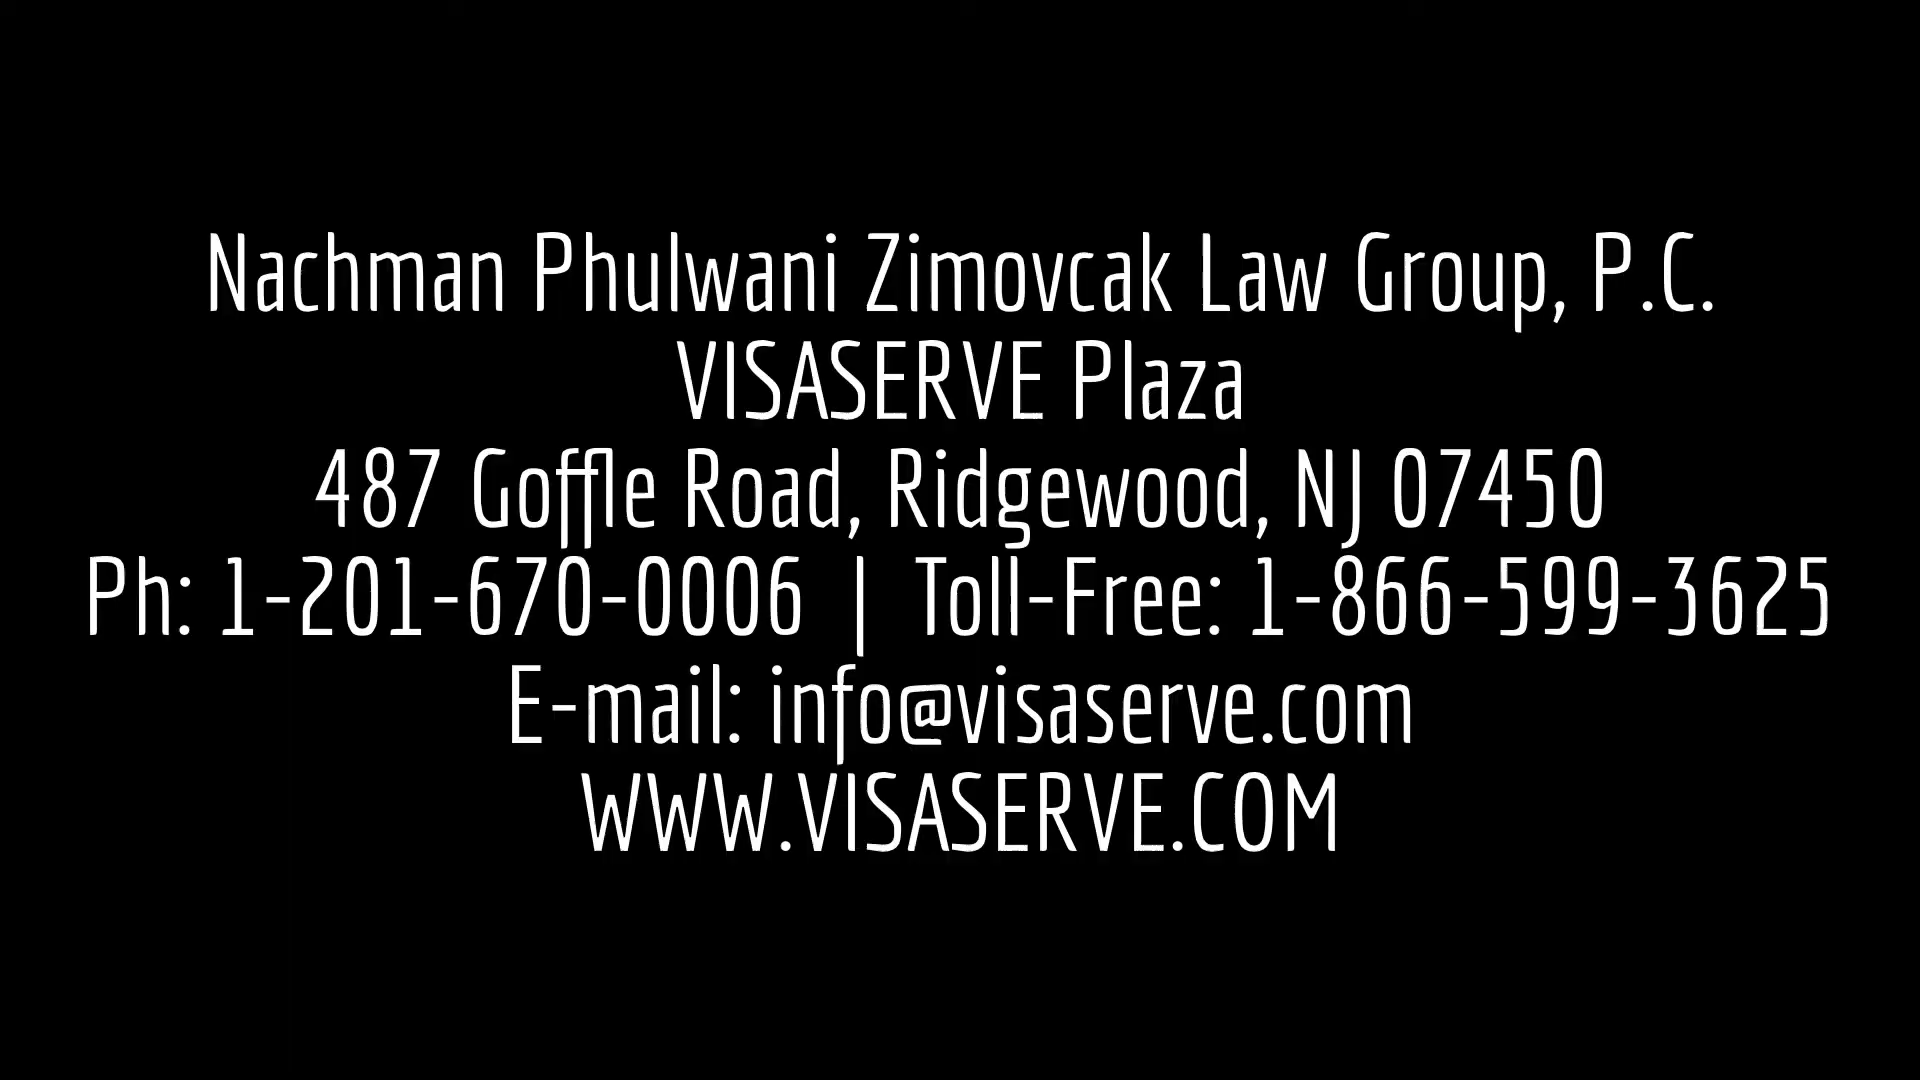 Nachman Phulwani Zimovcak Law Group, P.C.
VISASERVE Plaza
487 Goffle Road, Ridgewood, NJ 07450
Ph: 1-201-670-0006 | Toll-Free: 1-866-599-3625
E-mail: info@visaserve.com
WWW.VISASERVE.COM